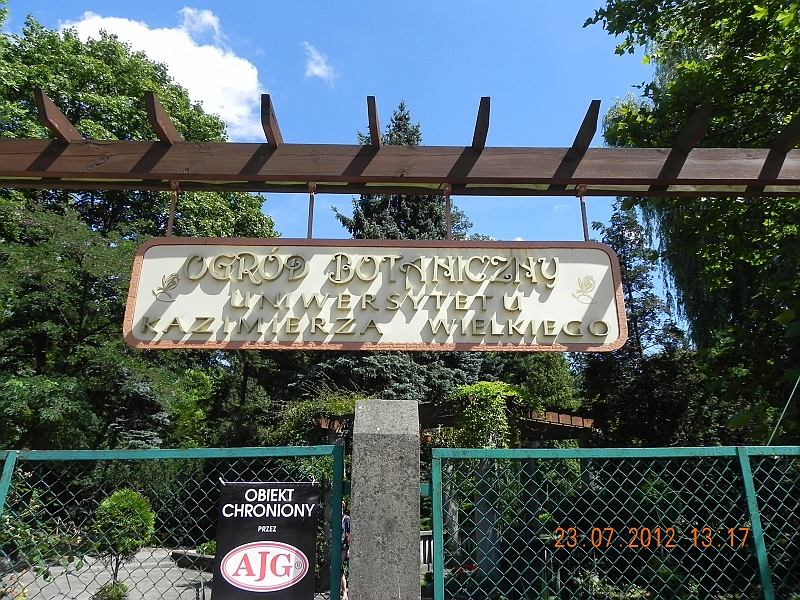 OGRÓD BOTANICZNY
UNIWERSYTETU
KAZIMIERZA WIELKIEGO
OBIEKT
CHRONIONY
PRZEZ
AJG®
23.07.2012 13:17